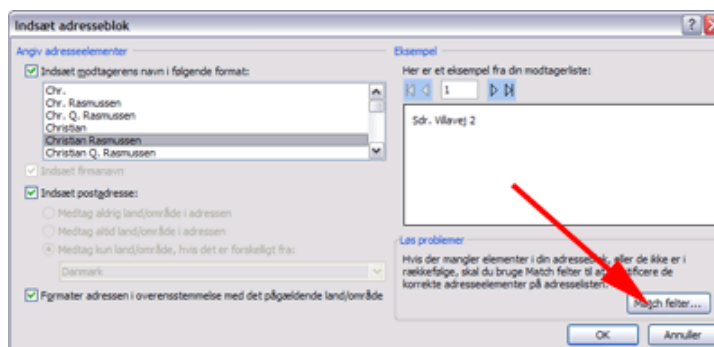 Indsæt adresseblok
Angiv adresseelementer
Indsæt modtagerens navn i følgende format:
Chr.
Chr. Rasmussen
Chr. Q. Rasmussen
Christian
Christian Rasmussen
Christian Q. Rasmussen
Indsæt firmanavn
Indsæt postadresse:
Medtag aldrig land/område i adressen
Medtag altid land/område i adressen
Medtag kun land/område, hvis det er forskelligt fra:
Danmark
Formater adressen i overensstemmelse med det pågældende land/område
Eksempel
Her er et eksempel fra din modtagerliste:
1
Sdr. Villavej 2
Løs problemer
Hvis der mangler elementer i din adresseblok, eller de ikke er i
rækkefølge, skal du bruge Match felter til at identificere de
korrekte adresseelementer på adresselisten.
Match felter...
OK
Annuller